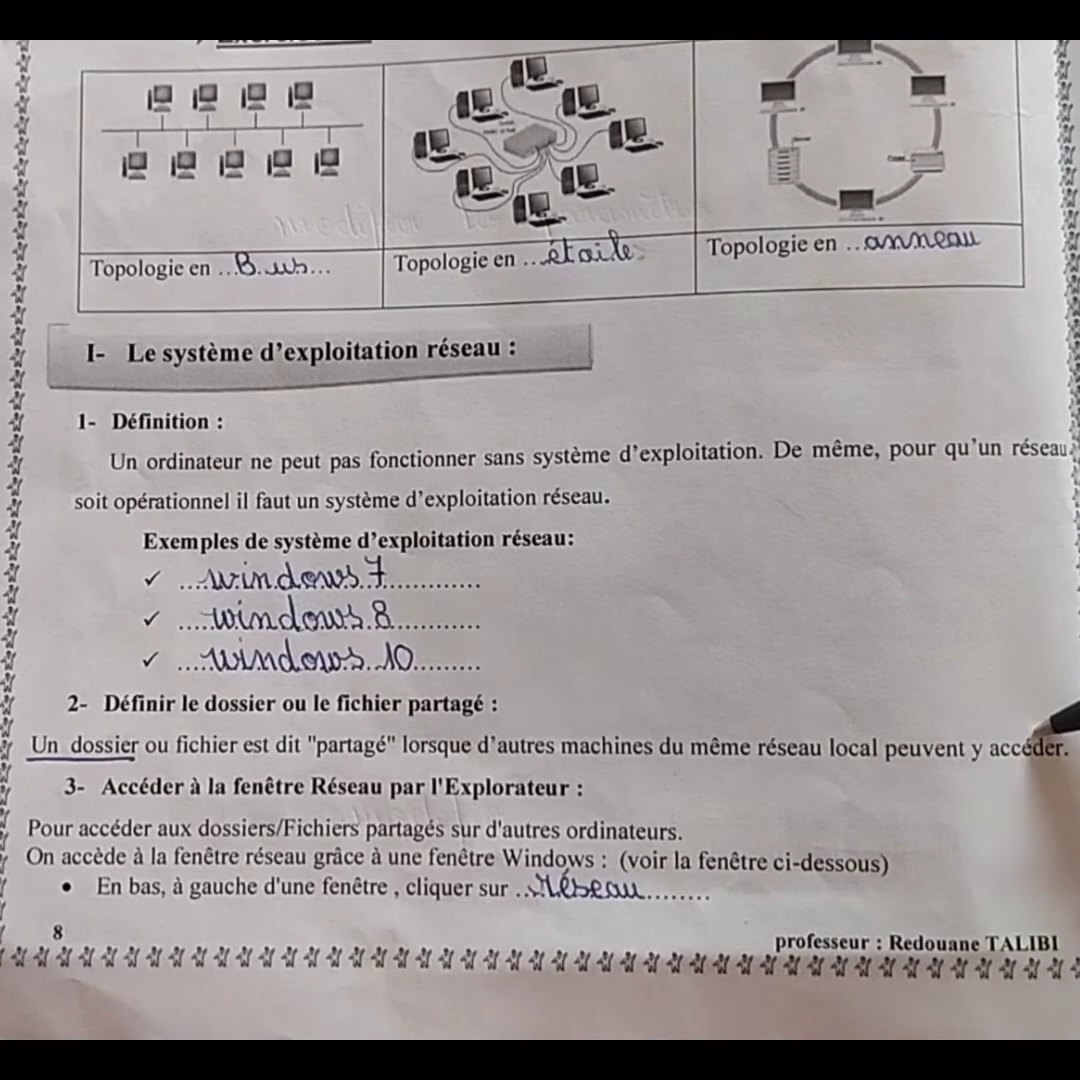 Topologie en ...Bus...
Topologie en ...étoile.
Topologie en ..anneau
I- Le système d'exploitation réseau :
1- Définition :
Un ordinateur ne peut pas fonctionner sans système d'exploitation. De même, pour qu'un réseau
soit opérationnel il faut un système d'exploitation réseau.
Exemples de système d'exploitation réseau:
✓ ....windows.7..............
✓ .....windows.8............
✓ .....windows.10.........
2- Définir le dossier ou le fichier partagé :
Un dossier ou fichier est dit "partagé" lorsque d'autres machines du même réseau local peuvent y accéder.
3- Accéder à la fenêtre Réseau par l'Explorateur :
Pour accéder aux dossiers/Fichiers partagés sur d'autres ordinateurs.
On accède à la fenêtre réseau grâce à une fenêtre Windows : (voir la fenêtre ci-dessous)
• En bas, à gauche d'une fenêtre , cliquer sur ...Réseau........
8
professeur : Redouane TALIBI